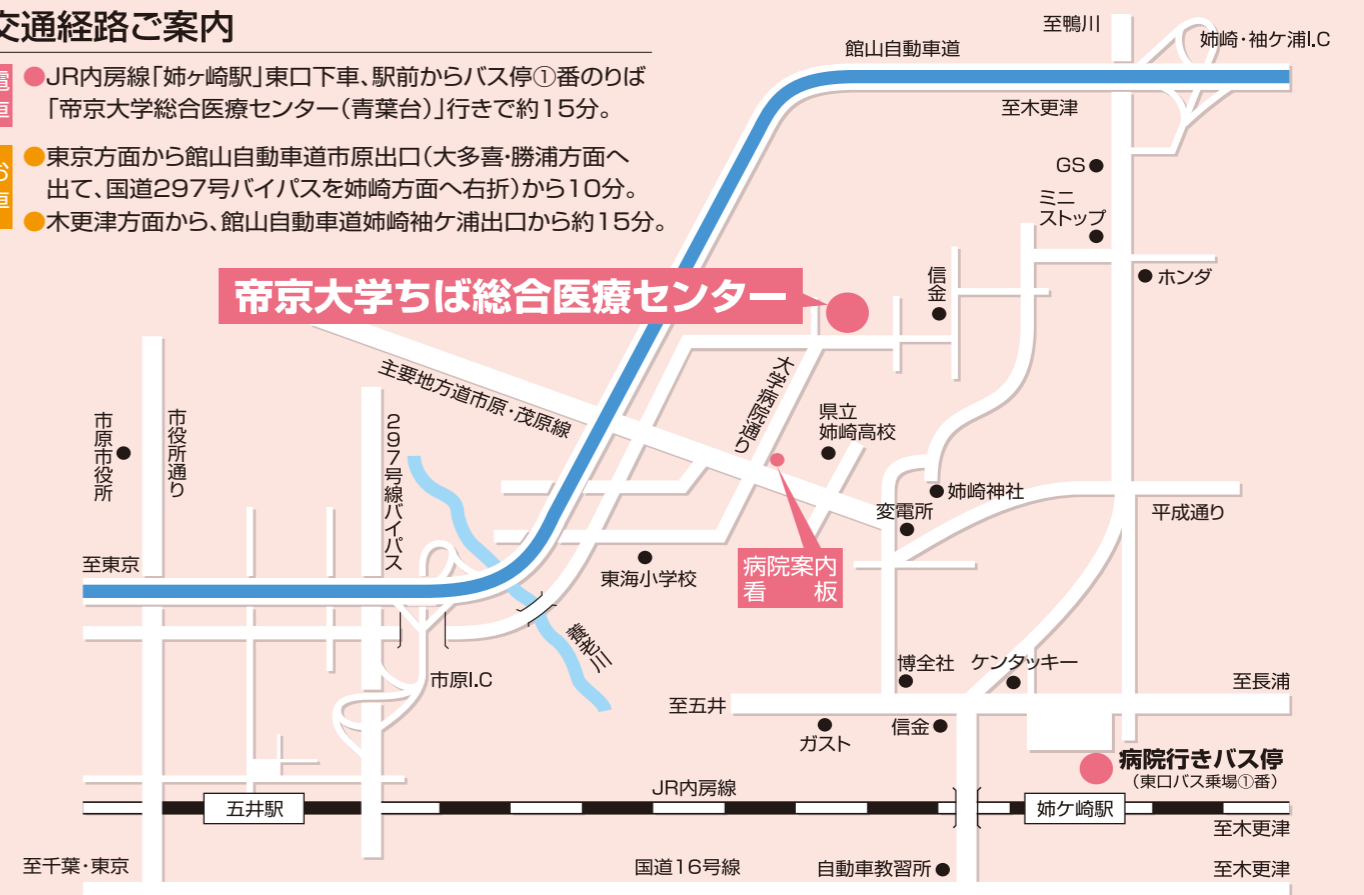 交通経路ご案内
電車
●JR内房線「姉ヶ崎駅」東口下車、駅前からバス停①番のりば
「帝京大学総合医療センター(青葉台)」行きで約15分。
お車
●東京方面から館山自動車道市原出口(大多喜・勝浦方面へ
出て、国道297号バイパスを姉崎方面へ右折)から10分。
●木更津方面から、館山自動車道姉崎袖ケ浦出口から約15分。
至鴨川
館山自動車道
姉崎・袖ケ浦I.C
至木更津
GS
ミニ
ストップ
ホンダ
信金
帝京大学ちば総合医療センター
主要地方道市原・茂原線
大学病院通り
県立
姉崎高校
市原市役所
市役所通り
297号線バイパス
姉崎神社
変電所
平成通り
至東京
東海小学校
病院案内
看 板
養老川
市原I.C
博全社
ケンタッキー
至長浦
至五井
ガスト
信金
病院行きバス停
(東口バス乗場①番)
JR内房線
五井駅
姉ケ崎駅
至木更津
至千葉・東京
国道16号線
自動車教習所
至木更津